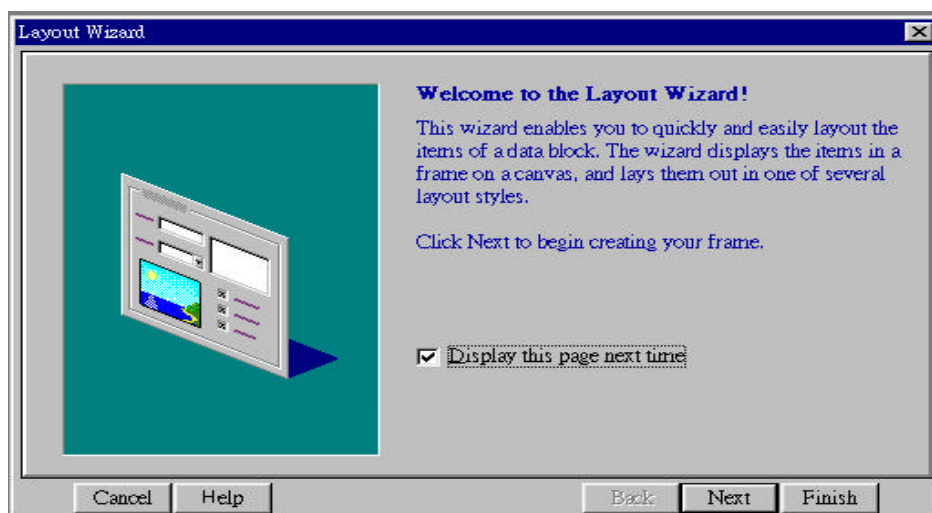 Layout Wizard
Welcome to the Layout Wizard!
This wizard enables you to quickly and easily layout the
items of a data block. The wizard displays the items in a
frame on a canvas, and lays them out in one of several
layout styles.
Click Next to begin creating your frame.
Display this page next time
Cancel Help Back Next Finish